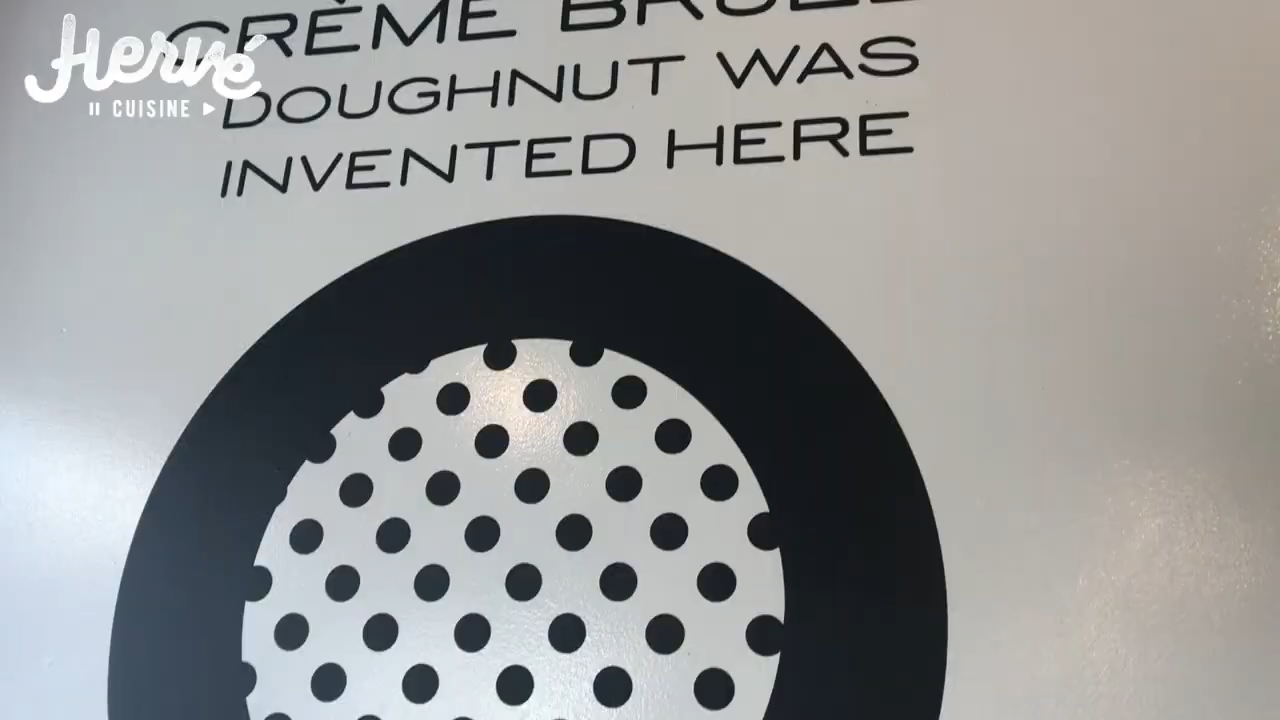 Hervé
CUISINE
CRÈME
DOUGHNUT WAS
INVENTED HERE